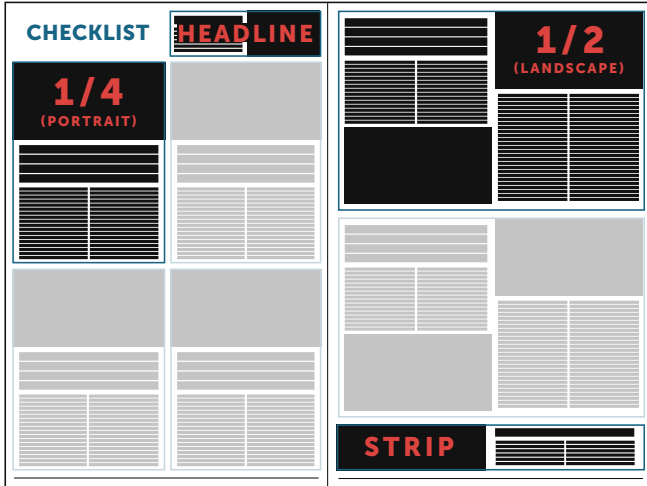 CHECKLIST
HEADLINE
1/4
(PORTRAIT)
1/2
(LANDSCAPE)
STRIP